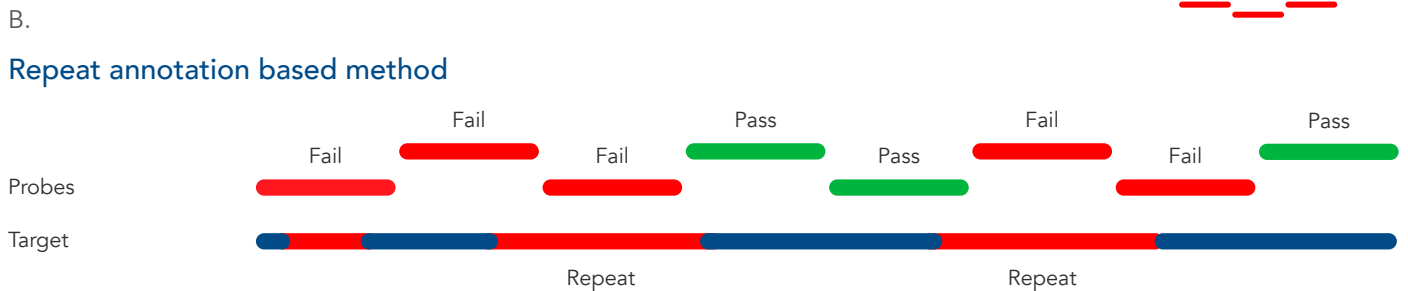 B.
Repeat annotation based method
Fail Pass Fail Pass
Fail Fail Pass Fail
Probes
Target
Repeat Repeat